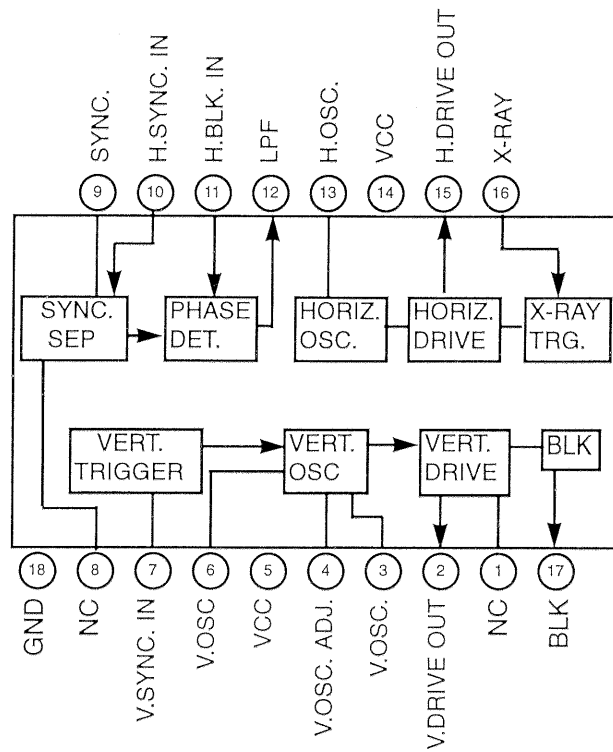 SYNC.
H.SYNC. IN
H.BLK. IN
LPF
H.OSC.
VCC
H.DRIVE OUT
X-RAY
9
10
11
12
13
14
15
16
SYNC.
SEP
PHASE
DET.
HORIZ.
OSC.
HORIZ.
DRIVE
X-RAY
TRG.
VERT.
TRIGGER
VERT.
OSC
VERT.
DRIVE
BLK
18
8
7
6
5
4
3
2
1
17
GND
NC
V.SYNC. IN
V.OSC
VCC
V.OSC. ADJ.
V.OSC.
V.DRIVE OUT
NC
BLK